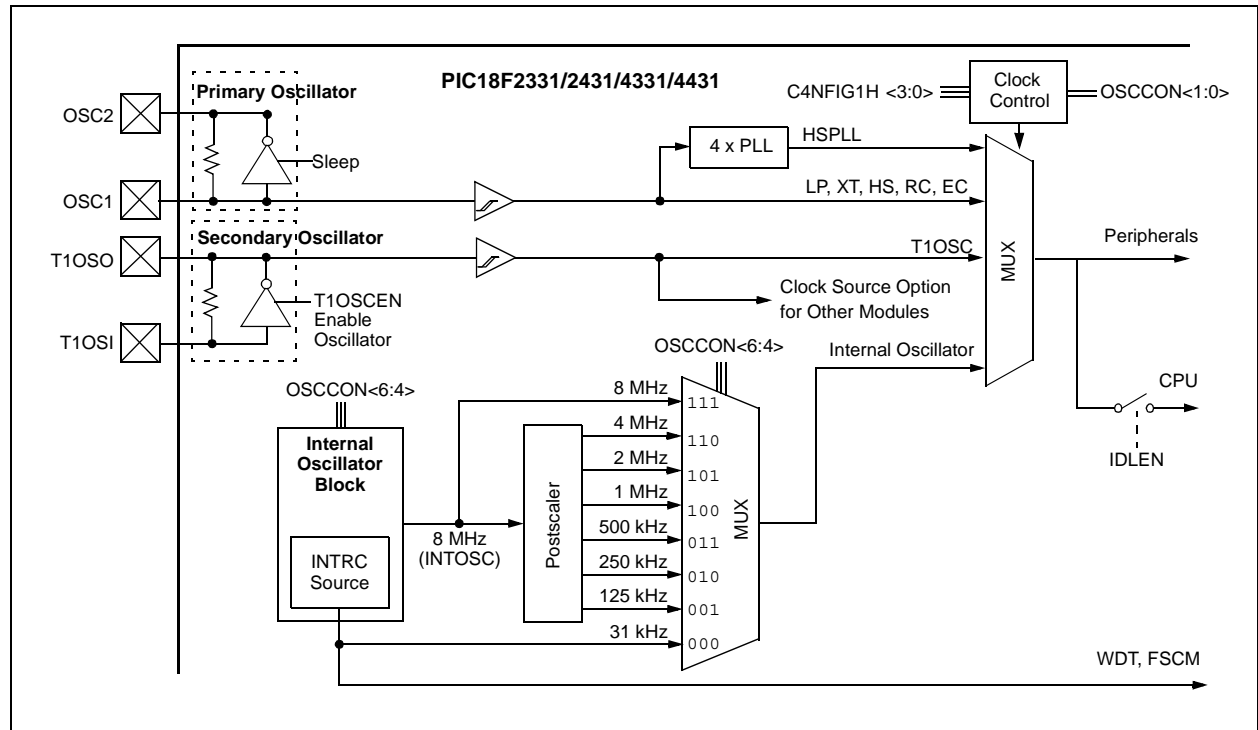 PIC18F2331/2431/4331/4431
Primary Oscillator
OSC2
Sleep
OSC1
C4NFIG1H <3:0>
Clock
Control
OSCCON<1:0>
4 x PLL
HSPLL
LP, XT, HS, RC, EC
Secondary Oscillator
T1OSO
T1OSCEN
Enable
Oscillator
T1OSI
T1OSC
Clock Source Option
for Other Modules
MUX
Peripherals
Internal Oscillator
CPU
IDLEN
OSCCON<6:4>
OSCCON<6:4>
Internal
Oscillator
Block
INTRC
Source
8 MHz
(INTOSC)
Postscaler
8 MHz
111
4 MHz
110
2 MHz
101
1 MHz
100
500 kHz
011
250 kHz
010
125 kHz
001
31 kHz
000
MUX
WDT, FSCM